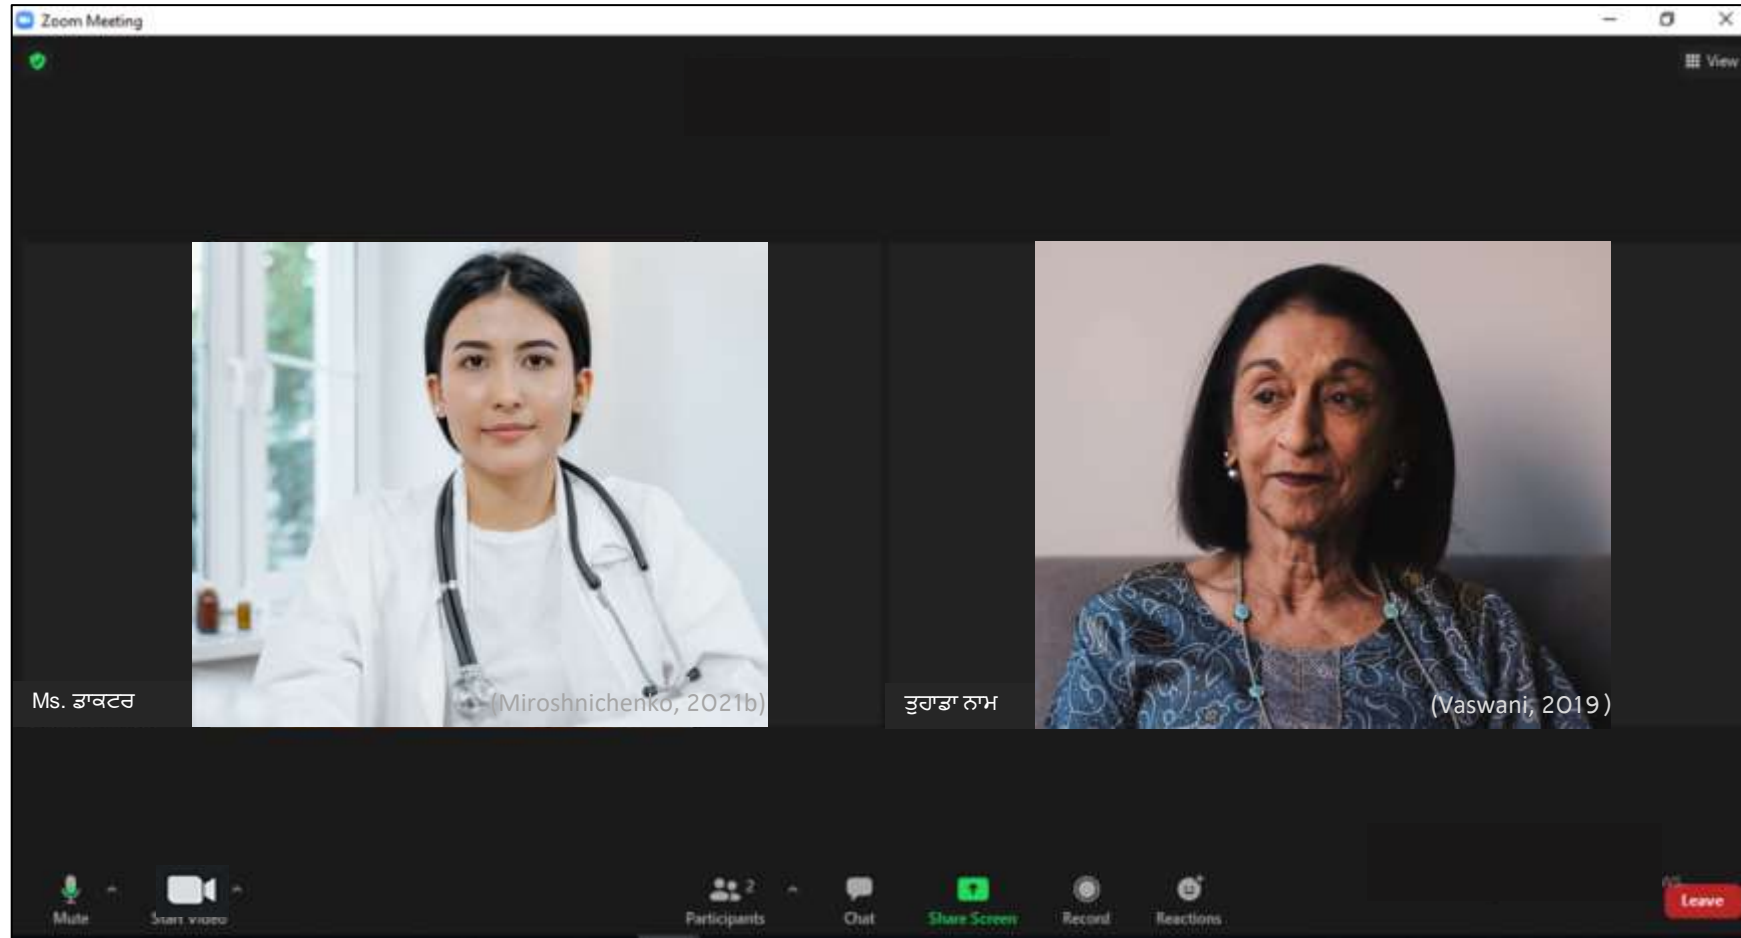 Zoom Meeting
View
Ms. ਡਾਕਟਰ
(Miroshnichenko, 2021b)
ਤੁਹਾਡਾ ਨਾਮ
(Vaswani, 2019)
Mute
Start Video
Participants
2
Chat
Share Screen
Record
Reactions
Leave